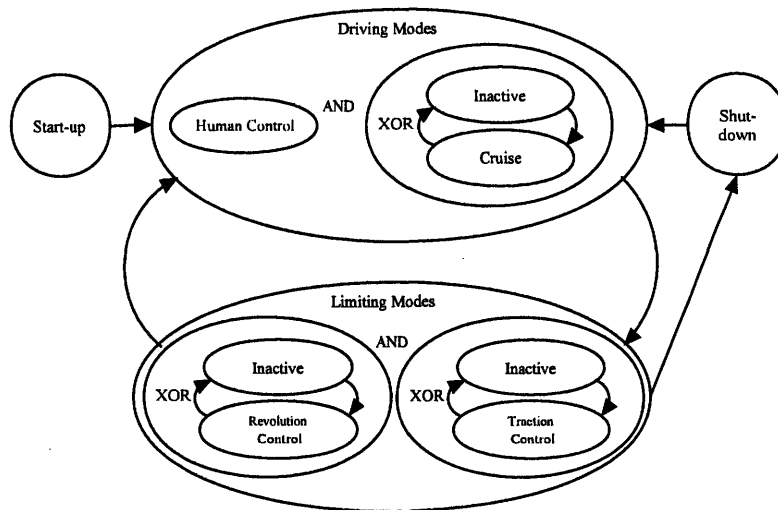 Driving Modes
Start-up
Human Control
AND
XOR
Inactive
Cruise
Shut-
down
Limiting Modes
AND
XOR
Inactive
Revolution
Control
XOR
Inactive
Traction
Control